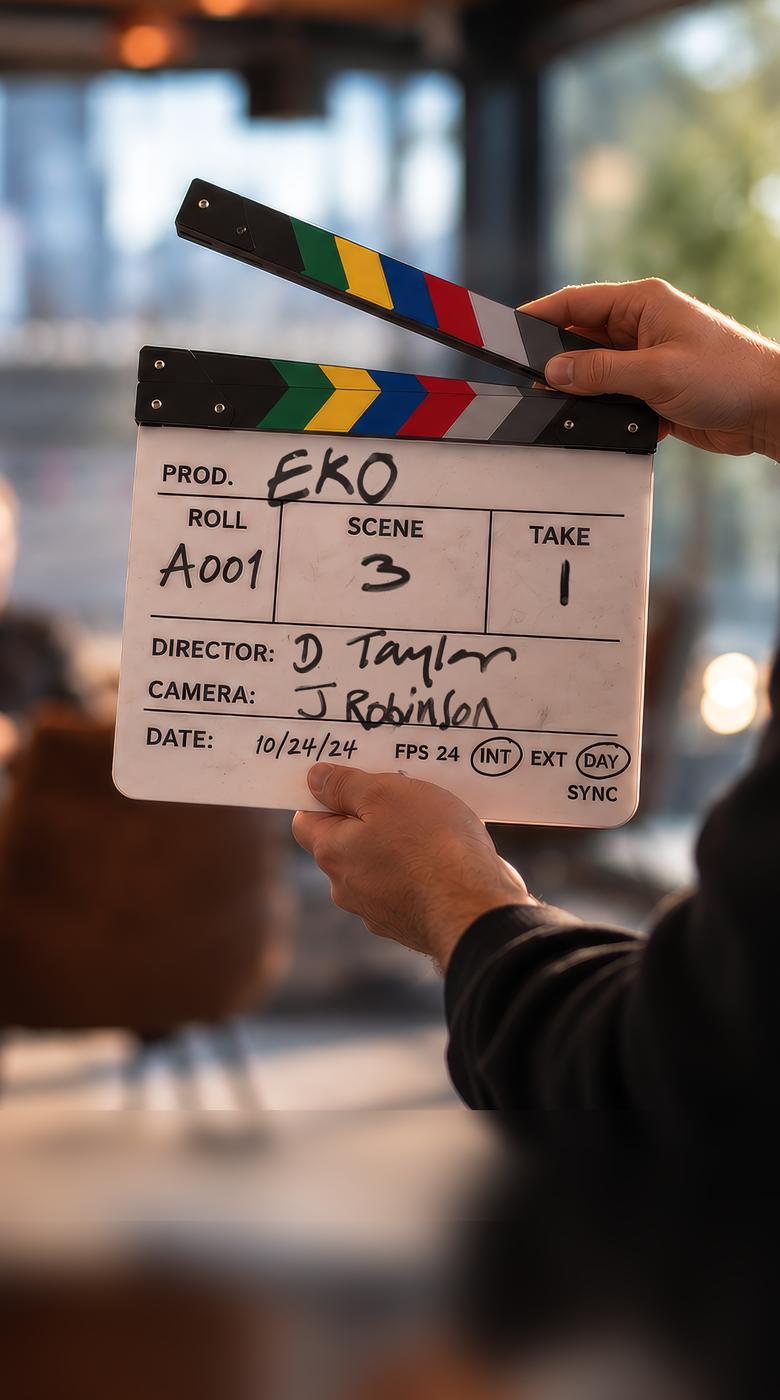 PROD. EKO
ROLL SCENE TAKE
A001 3 1
DIRECTOR: D Taylor
CAMERA: J Robinson
DATE: 10/24/24 FPS 24 INT EXT DAY
SYNC